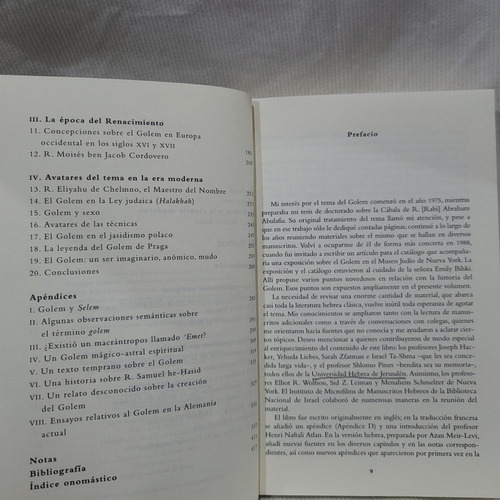 III. La época del Renacimiento
11. Concepciones sobre el Golem en Europa
occidental en los siglos XVI y XVII
12. R. Moisés ben Jacob Cordovero
IV. Avatares del tema en la era moderna
13. R. Eliyahu de Chelmno, el Maestro del Nombre
14. El Golem en la Ley judaica (Halakhah)
15. Golem y sexo
16. Avatares de las técnicas
17. El Golem en el jasidismo polaco
18. La leyenda del Golem de Praga
19. El Golem: un ser imaginario, anómico, mudo
20. Conclusiones
Apéndices
I. Golem y Selem
II. Algunas observaciones semánticas sobre
el término golem
III. ¿Existió un macrántropo llamado 'Emet?
IV. Un Golem mágico-astral espiritual
V. Un texto temprano sobre el Golem
VI. Una historia sobre R. Samuel he-Hasid
VII. Un relato desconocido sobre la creación
del Golem
VIII. Ensayos relativos al Golem en la Alemania
actual
Notas
Bibliografía
Índice onomástico
Prefacio
Mi interés por el tema del Golem comenzó en el año 1975, mientras
preparaba mi tesis de doctorado sobre la Cábala de R. [Rabí] Abraham
Abulafia. Su original tratamiento del tema llamó mi atención, y pese a
que en ese trabajo sólo le dediqué contadas páginas, continué a lo largo de
los años reuniendo materiales sobre el mismo que se hallan en diversos
manuscritos. Volví a ocuparme de él de forma más concreta en 1988,
cuando fui invitado a escribir un artículo para el catálogo que acompañaría
una exposición sobre el Golem en el Museo Judío de Nueva York. La
exposición y el catálogo estuvieron al cuidado de la señora Emily Bilski.
Allí propuse varios puntos novedosos en relación con la historia del
Golem. Esos puntos son expuestos ampliamente en el presente volumen.
La necesidad de revisar una enorme cantidad de material, que abarca
casi toda la literatura hebrea clásica, vuelve inútil toda esperanza de agotar
el tema. Mis conocimientos se ampliaron tanto con la lectura de manuscritos
adicionales como a través de conversaciones con colegas, quienes
me orientaron hacia fuentes que no conocía y me ayudaron a aclarar ciertos
tópicos. Deseo mencionar a quienes contribuyeron de modo especial
al enriquecimiento del contenido de este libro: los profesores Joseph Hacker,
Yehuda Liebes, Sarah Zfatman e Israel Ta-Shma –que les sea concedida
larga vida–, y el profesor Shlomo Pines –bendita sea su memoria–,
todos ellos de la Universidad Hebrea de Jerusalén. Asimismo, los profesores
Elliot R. Wolfson, Sid Z. Leiman y Menahem Schmelzer de Nueva
York. El Instituto de Microfilms de Manuscritos Hebreos de la Biblioteca
Nacional de Israel colaboró de numerosas maneras en la reunión del
material.
El libro fue escrito originalmente en inglés; en la traducción francesa
se añadió un apéndice (Apéndice D) y una introducción del profesor
Henri Naftali Atlan. En la versión hebrea, preparada por Azan Meir-Levi,
añadí nuevas fuentes en los diversos capítulos y en las notas correspondientes,
así como nuevos apéndices que aparecieron por primera vez en la
9